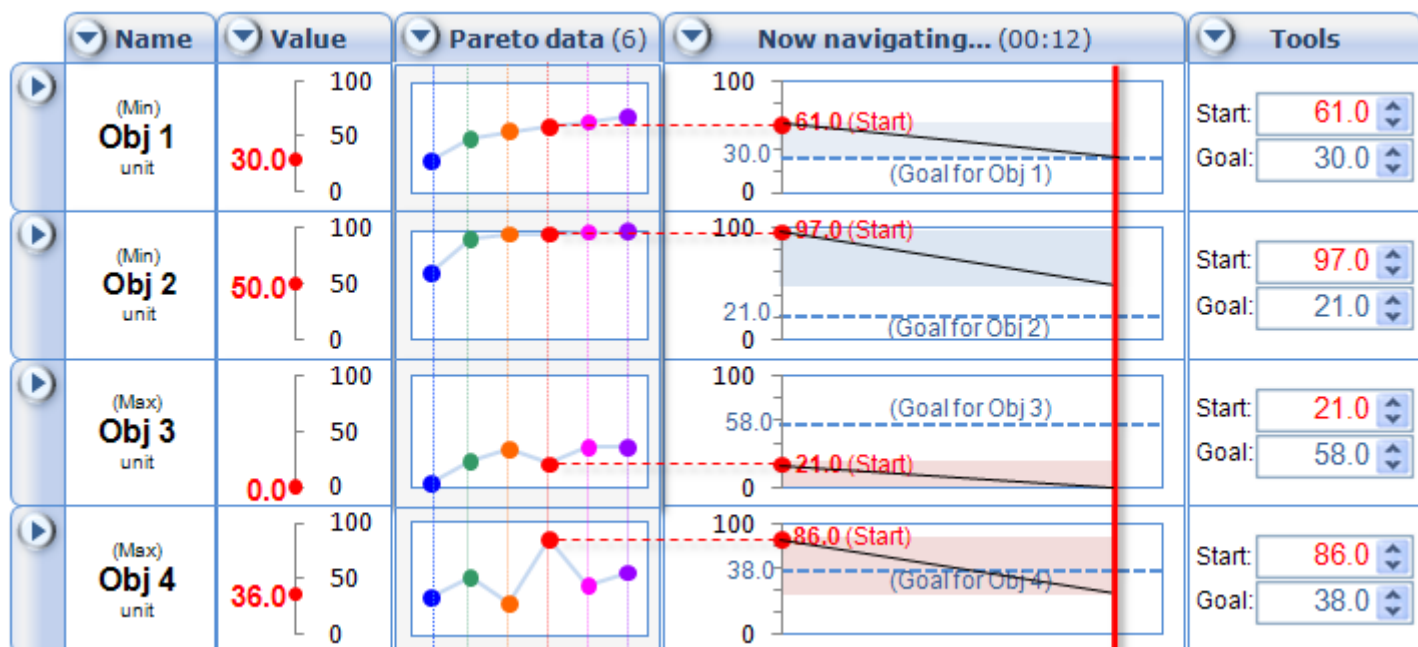 Name Value Pareto data (6) Now navigating... (00:12) Tools
(Min)
Obj 1
unit
30.0
100
50
0
100
30.0
0
61.0 (Start)
(Goal for Obj 1)
Start: 61.0
Goal: 30.0
(Min)
Obj 2
unit
50.0
100
50
0
100
21.0
0
97.0 (Start)
(Goal for Obj 2)
Start: 97.0
Goal: 21.0
(Max)
Obj 3
unit
0.0
100
50
0
100
58.0
0
(Goal for Obj 3)
21.0 (Start)
Start: 21.0
Goal: 58.0
(Max)
Obj 4
unit
36.0
100
50
0
100
38.0
0
86.0 (Start)
(Goal for Obj 4)
Start: 86.0
Goal: 38.0